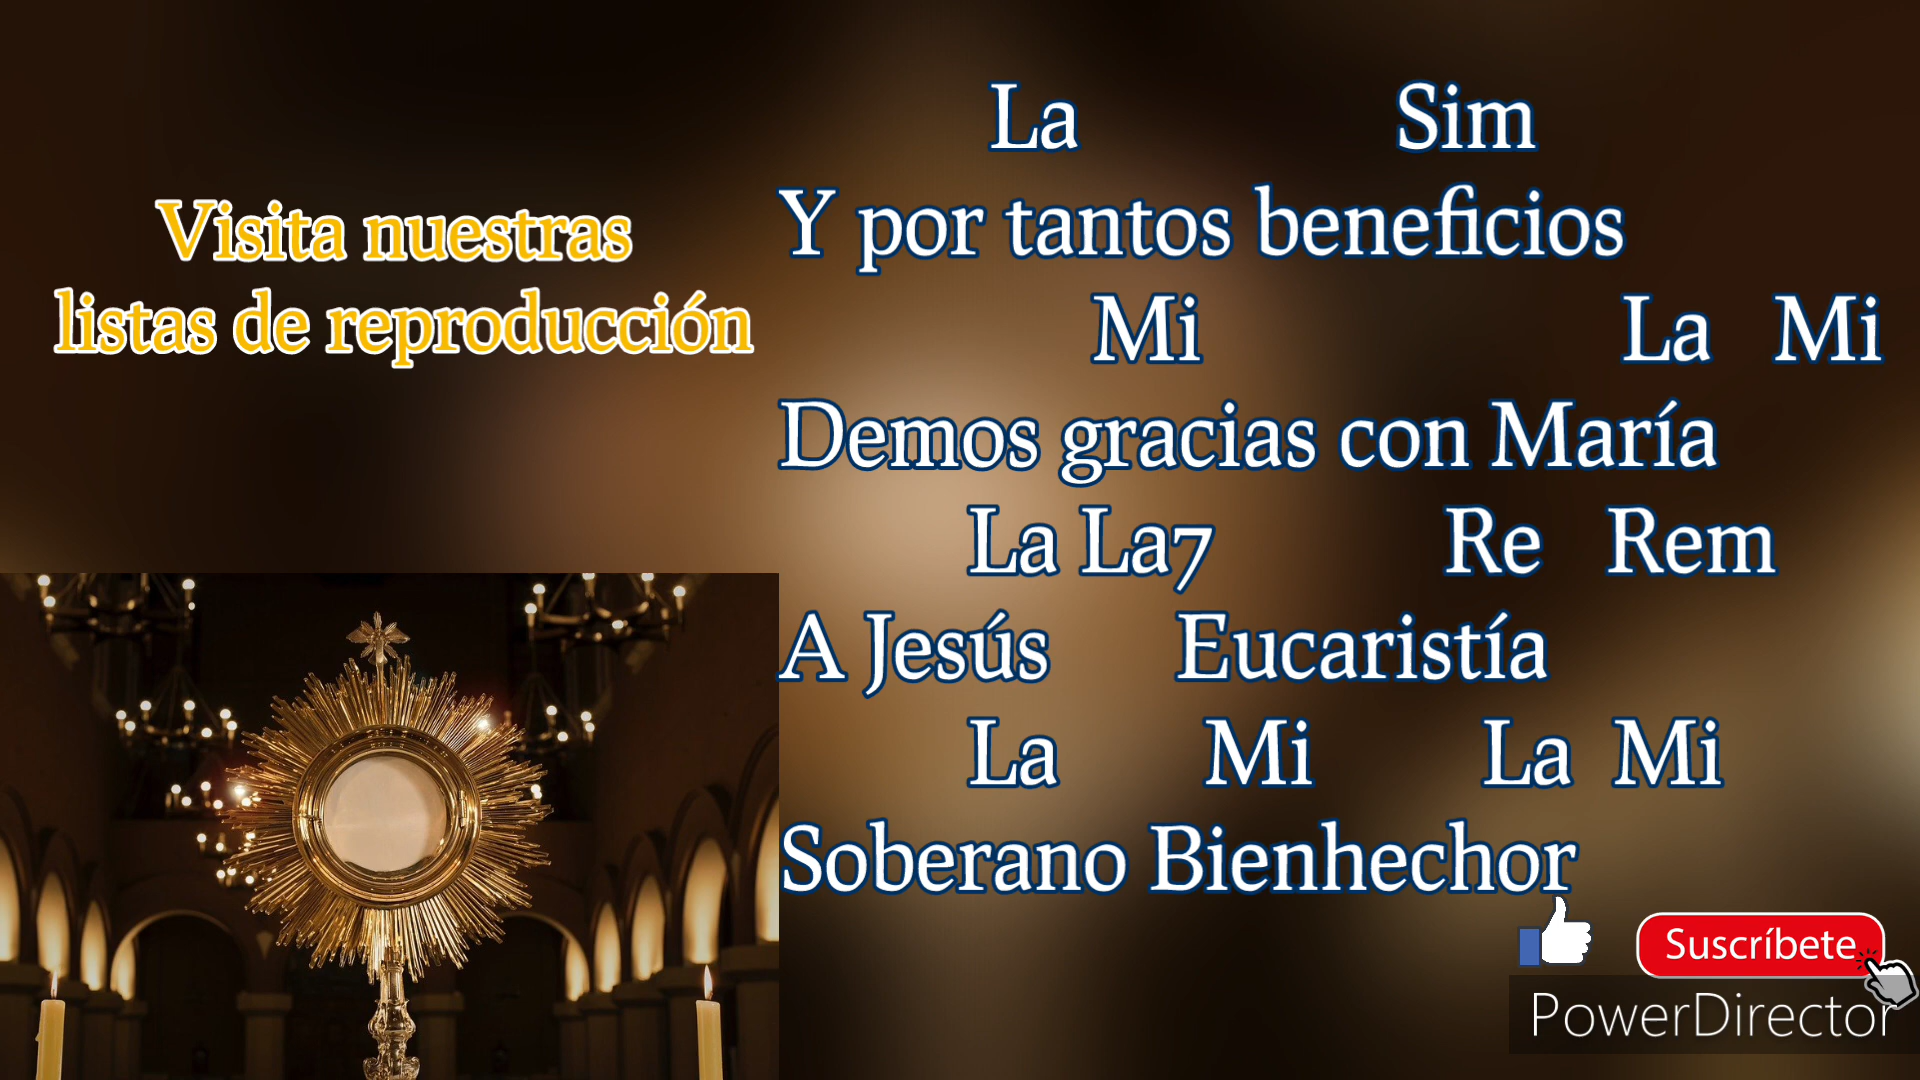 Visita nuestras
listas de reproducción
La Sim
Y por tantos beneficios
Mi La Mi
Demos gracias con María
La La7 Re Rem
A Jesús Eucaristía
La Mi La Mi
Soberano Bienhechor
Suscríbete
PowerDirector